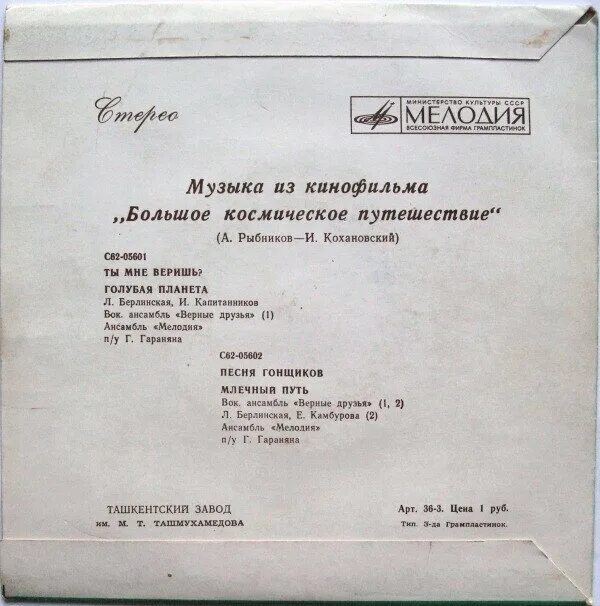 Стерео
МИНИСТЕРСТВО КУЛЬТУРЫ СССР
МЕЛОДИЯ
ВСЕСОЮЗНАЯ ФИРМА ГРАМПЛАСТИНОК
Музыка из кинофильма
„Большое космическое путешествие“
(А. Рыбников—И. Кохановский)
С62-05601
ТЫ МНЕ ВЕРИШЬ?
ГОЛУБАЯ ПЛАНЕТА
Л. Берлинская, И. Капитанников
Вок. ансамбль «Верные друзья» (1)
Ансамбль «Мелодия»
п/у Г. Гараняна
С62-05602
ПЕСНЯ ГОНЩИКОВ
МЛЕЧНЫЙ ПУТЬ
Вок. ансамбль «Верные друзья» (1, 2)
Л. Берлинская, Е. Камбурова (2)
Ансамбль «Мелодия»
п/у Г. Гараняна
ТАШКЕНТСКИЙ ЗАВОД
им. М. Т. ТАШМУХАМЕДОВА
Арт. 36-3. Цена 1 руб.
Тип. З-да Грампластинок.